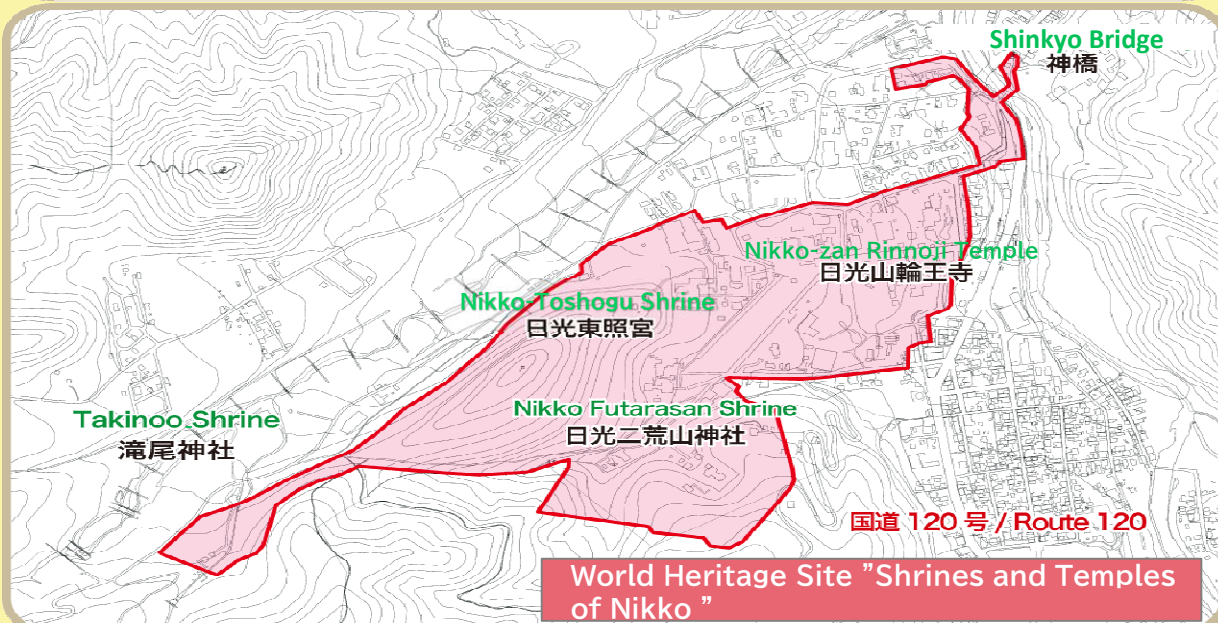 Shinkyo Bridge
神橋
Nikko-zan Rinnoji Temple
日光山輪王寺
Nikko-Toshogu Shrine
日光東照宮
Takinoo Shrine
滝尾神社
Nikko Futarasan Shrine
日光二荒山神社
国道 120 号 / Route 120
World Heritage Site ”Shrines and Temples
of Nikko ”